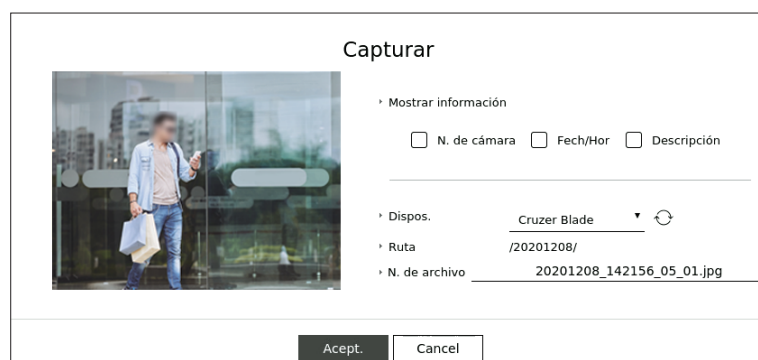 Capturar
Mostrar información
N. de cámara Fech/Hor Descripción
Dispos. Cruzer Blade
Ruta /20201208/
N. de archivo 20201208_142156_05_01.jpg
Acept. Cancel